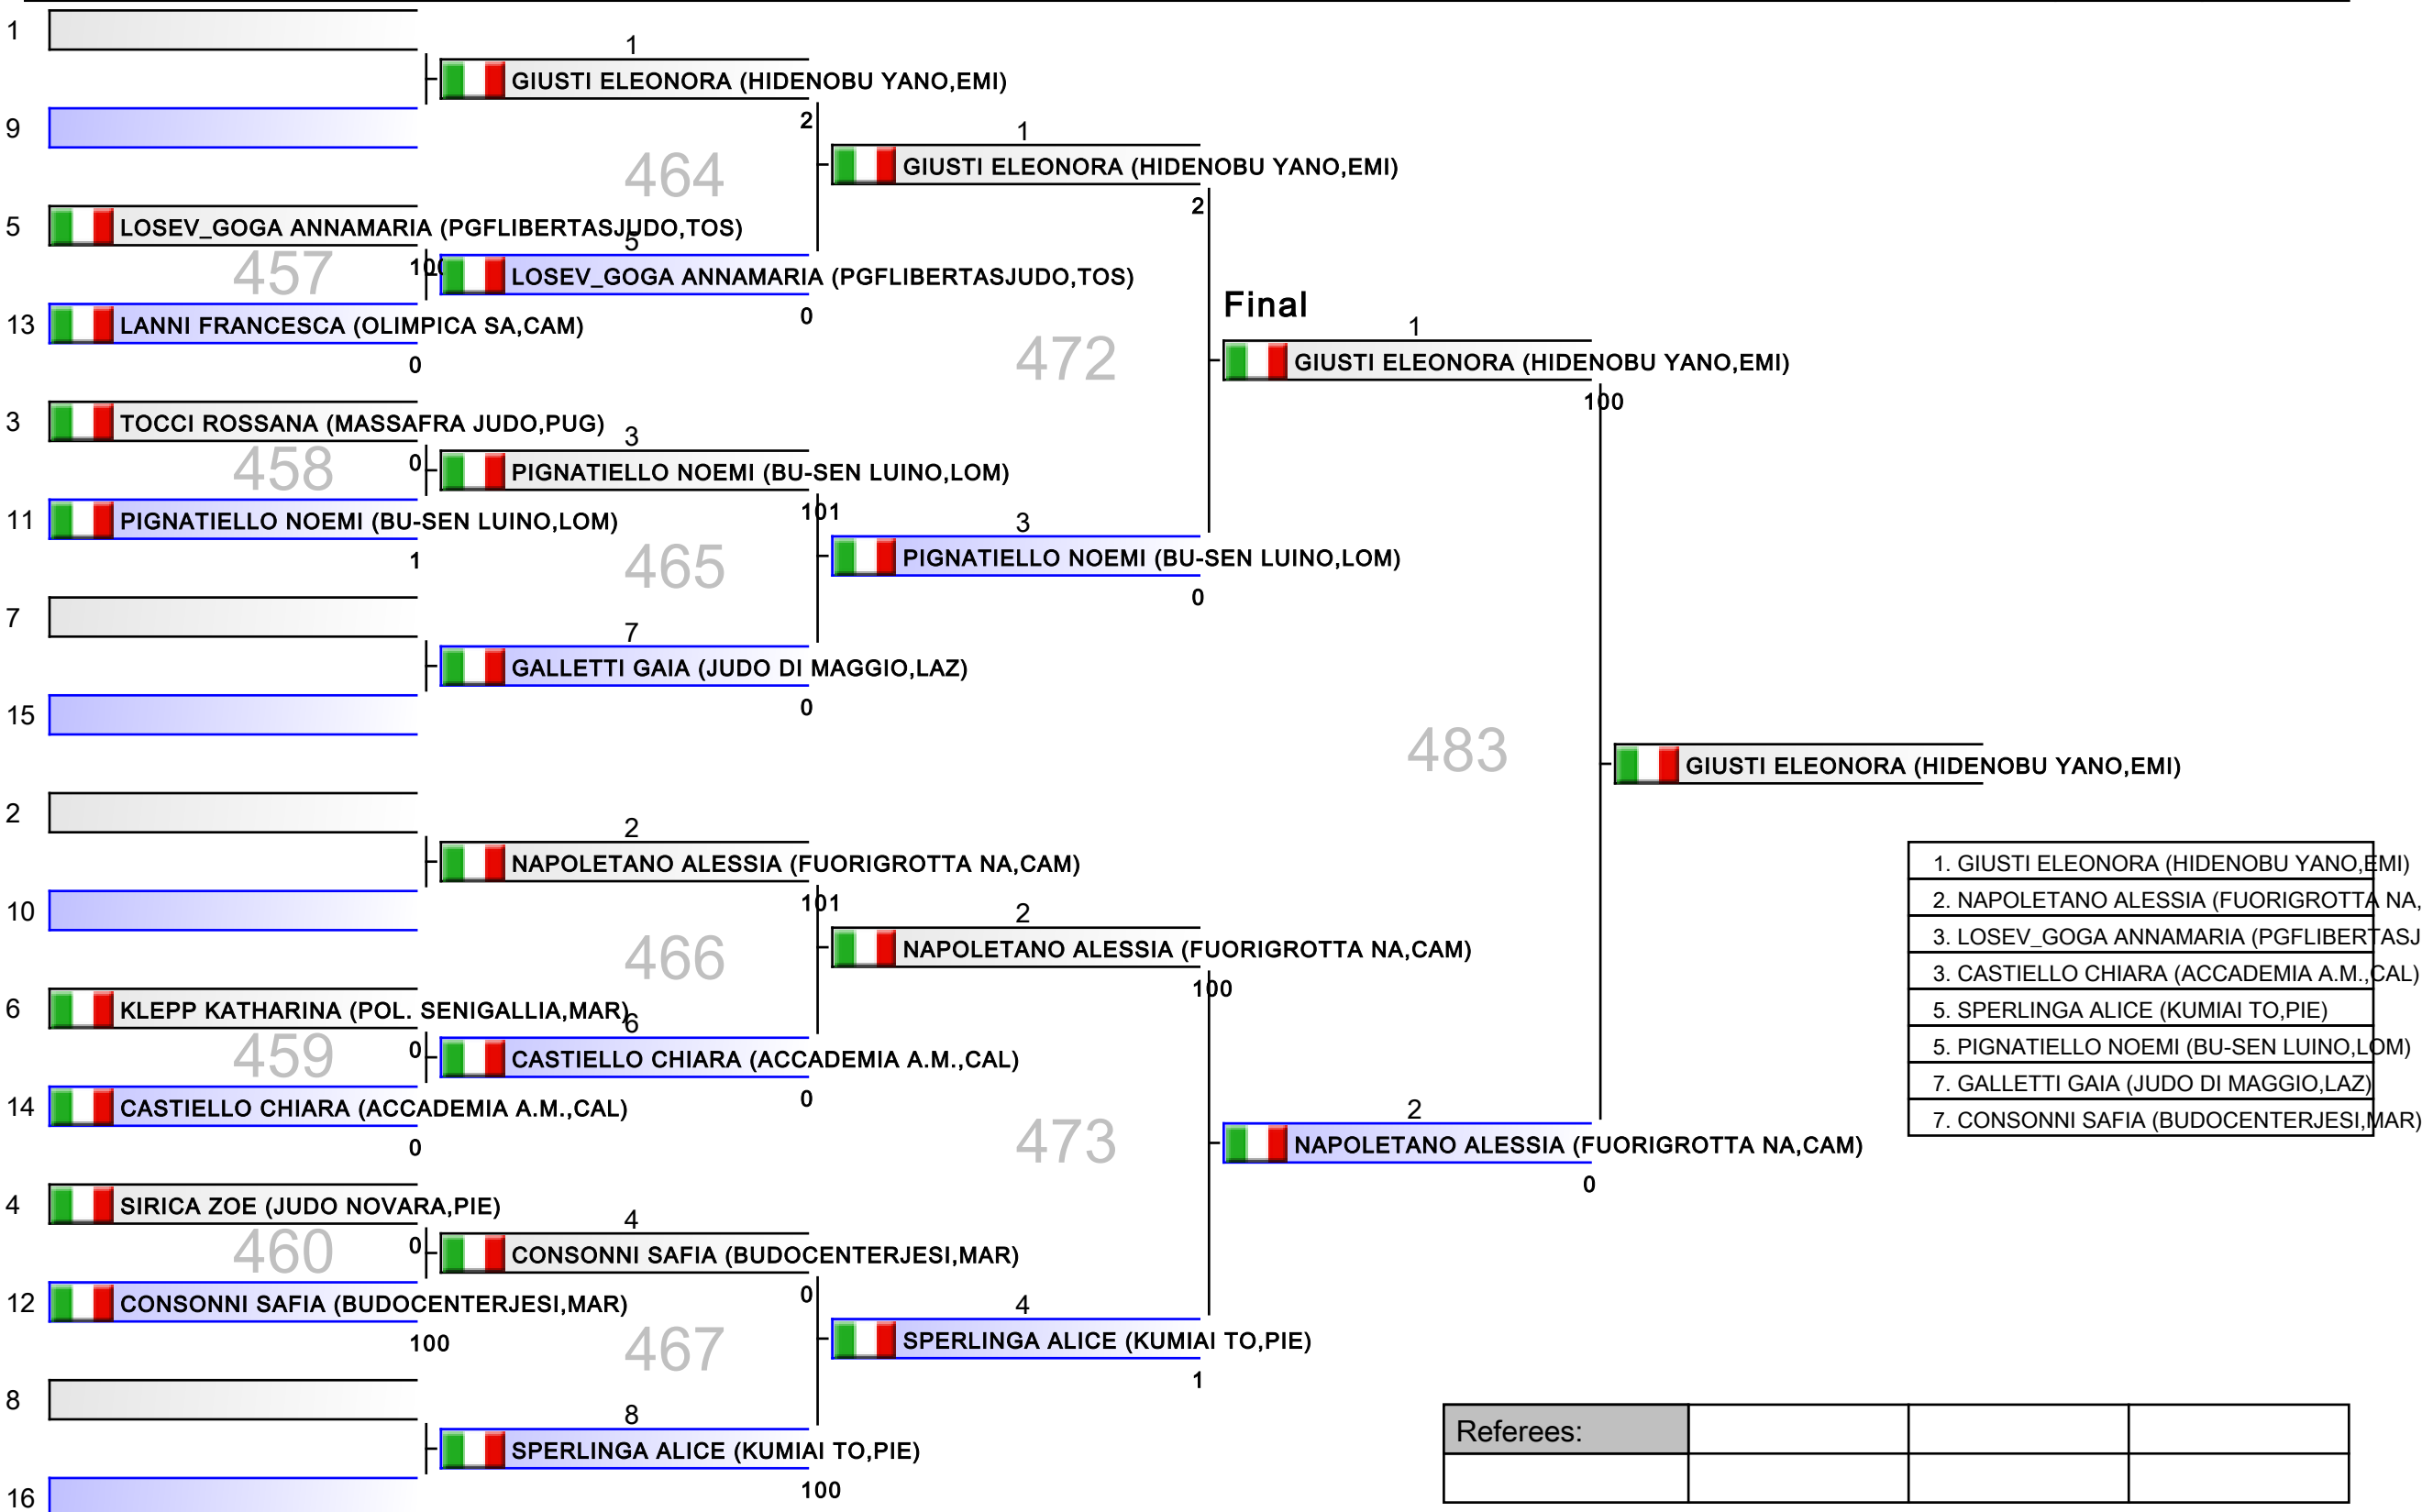 1
1
GIUSTI ELEONORA (HIDENOBU YANO,EMI)
9
2
1
464
GIUSTI ELEONORA (HIDENOBU YANO,EMI)
2
5
LOSEV_GOGA ANNAMARIA (PGFLIBERTASJUDO,TOS)
5
457
100
LOSEV_GOGA ANNAMARIA (PGFLIBERTASJUDO,TOS)
0
Final
13
LANNI FRANCESCA (OLIMPICA SA,CAM)
0
472
1
GIUSTI ELEONORA (HIDENOBU YANO,EMI)
100
3
TOCCI ROSSANA (MASSAFRA JUDO,PUG)
3
458
0
PIGNATIELLO NOEMI (BU-SEN LUINO,LOM)
11
PIGNATIELLO NOEMI (BU-SEN LUINO,LOM)
101
3
1
465
PIGNATIELLO NOEMI (BU-SEN LUINO,LOM)
0
7
7
GALLETTI GAIA (JUDO DI MAGGIO,LAZ)
0
15
483
GIUSTI ELEONORA (HIDENOBU YANO,EMI)
2
2
NAPOLETANO ALESSIA (FUORIGROTTA NA,CAM)
10
101
2
466
NAPOLETANO ALESSIA (FUORIGROTTA NA,CAM)
100
6
KLEPP KATHARINA (POL. SENIGALLIA,MAR)
6
459
0
CASTIELLO CHIARA (ACCADEMIA A.M.,CAL)
0
14
CASTIELLO CHIARA (ACCADEMIA A.M.,CAL)
0
473
2
NAPOLETANO ALESSIA (FUORIGROTTA NA,CAM)
0
4
SIRICA ZOE (JUDO NOVARA,PIE)
4
460
0
CONSONNI SAFIA (BUDOCENTERJESI,MAR)
12
CONSONNI SAFIA (BUDOCENTERJESI,MAR)
0
4
100
467
SPERLINGA ALICE (KUMIAI TO,PIE)
1
8
8
SPERLINGA ALICE (KUMIAI TO,PIE)
100
16
1. GIUSTI ELEONORA (HIDENOBU YANO,EMI)
2. NAPOLETANO ALESSIA (FUORIGROTTA NA,
3. LOSEV_GOGA ANNAMARIA (PGFLIBERTASJ
3. CASTIELLO CHIARA (ACCADEMIA A.M.,CAL)
5. SPERLINGA ALICE (KUMIAI TO,PIE)
5. PIGNATIELLO NOEMI (BU-SEN LUINO,LOM)
7. GALLETTI GAIA (JUDO DI MAGGIO,LAZ)
7. CONSONNI SAFIA (BUDOCENTERJESI,MAR)
Referees: